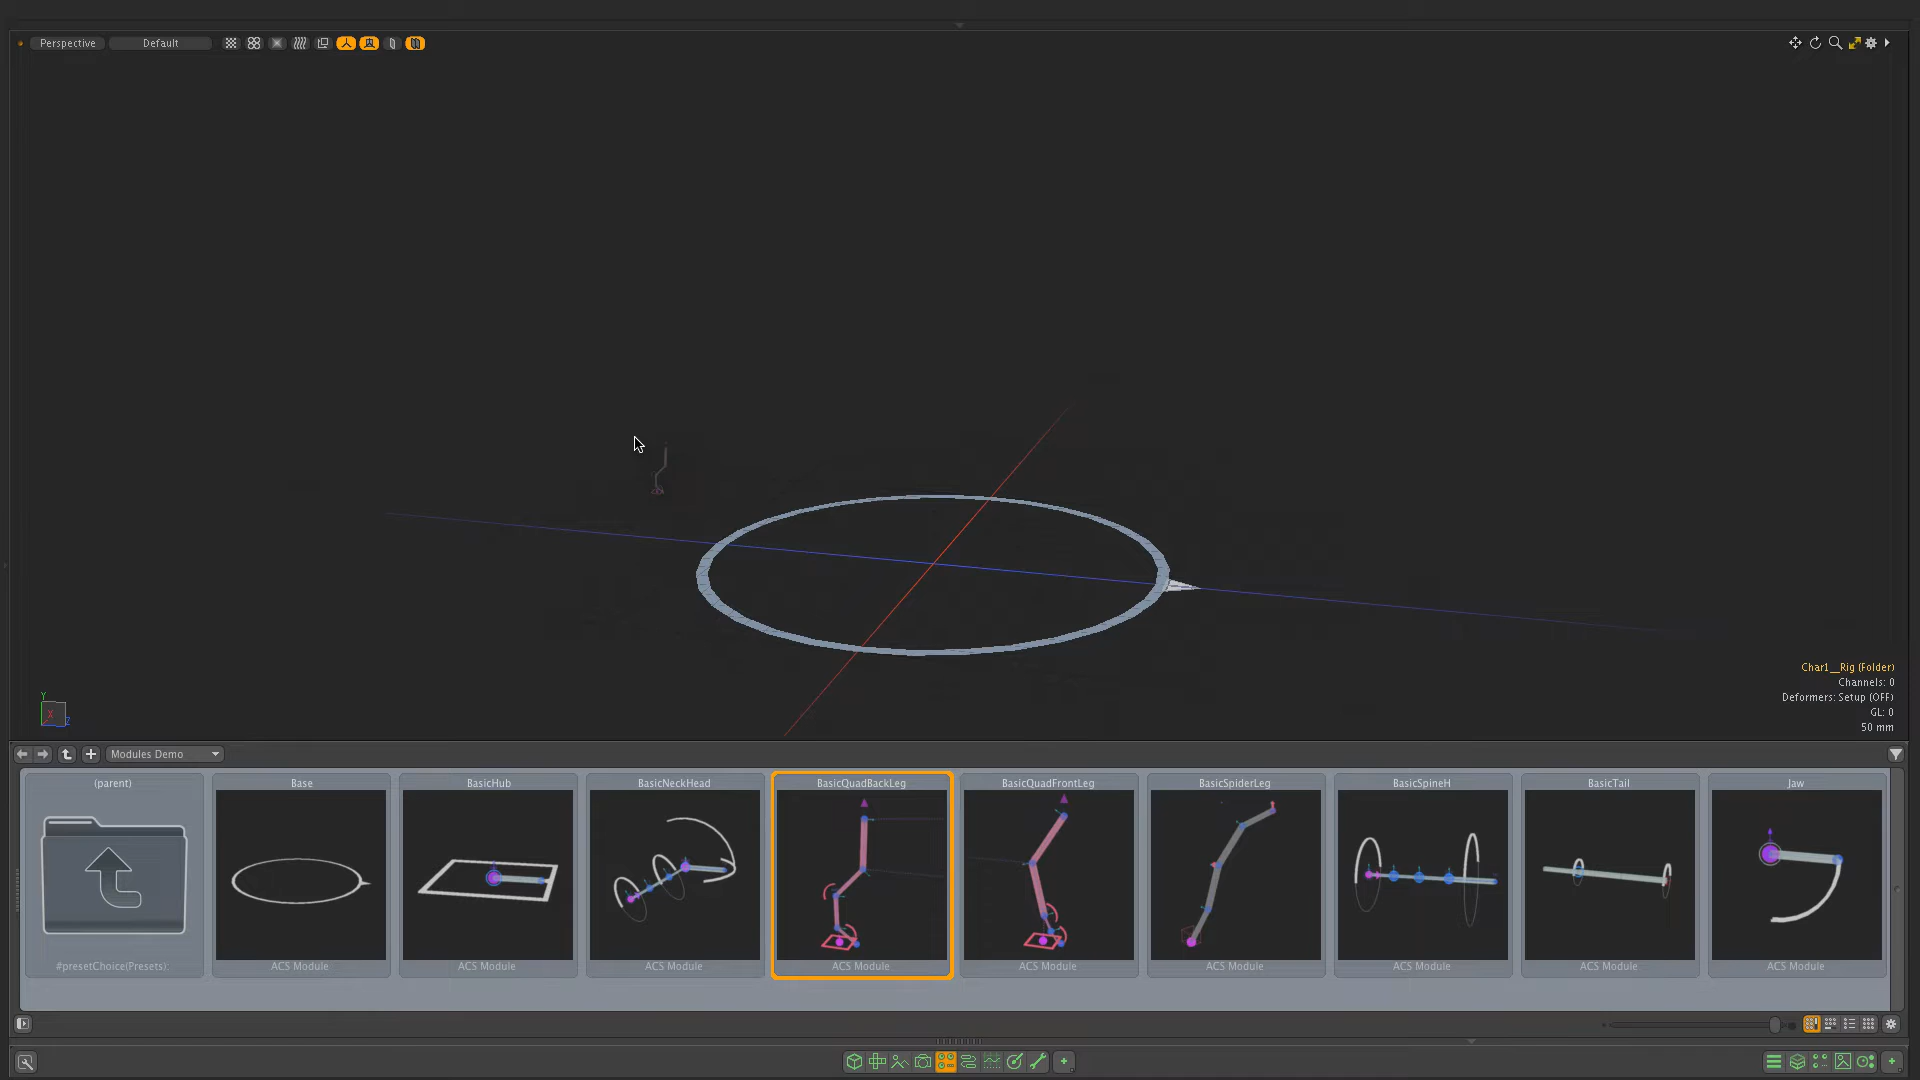 Perspective
Default
Char1__Rig (Folder)
Channels: 0
Deformers: Setup (OFF)
GL: 0
50 mm
Y
X
Z
Modules Demo
(parent)
Base
BasicHub
BasicNeckHead
BasicQuadBackLeg
BasicQuadFrontLeg
BasicSpiderLeg
BasicSpineH
BasicTail
Jaw
#presetChoice(Presets);
ACS Module
ACS Module
ACS Module
ACS Module
ACS Module
ACS Module
ACS Module
ACS Module
ACS Module